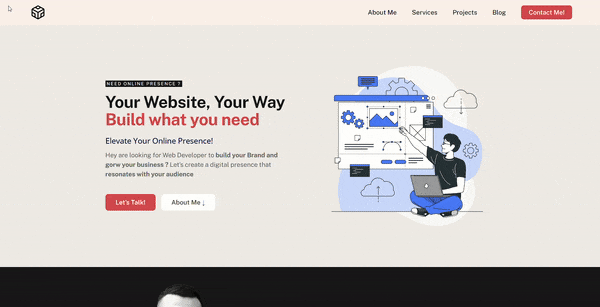 About Me
Services
Projects
Blog
Contact Me!
NEED ONLINE PRESENCE ?
Your Website, Your Way
Build what you need
Elevate Your Online Presence!
Hey are looking for Web Developer to build your Brand and
gorw your business ? Let's create a digital presence that
resonates with your audience
Let's Talk!
About Me ↓